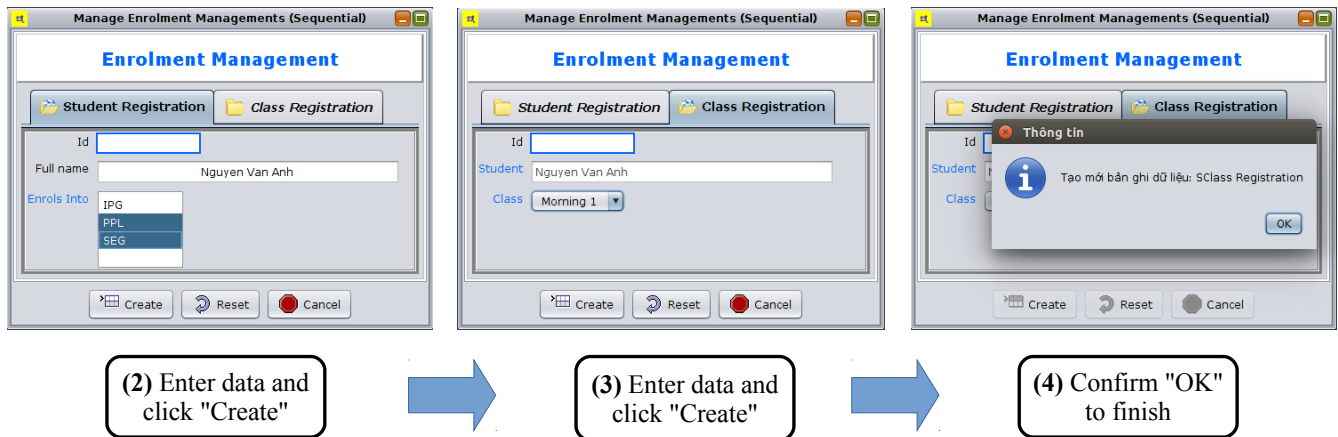 Manage Enrolment Managements (Sequential)
Enrolment Management
Student Registration
Class Registration
Id
Full name
Nguyen Van Anh
Enrols Into
IPG
PPL
SEG
Create
Reset
Cancel
(2) Enter data and
click "Create"
Manage Enrolment Managements (Sequential)
Enrolment Management
Student Registration
Class Registration
Id
Student
Nguyen Van Anh
Class
Morning 1
Create
Reset
Cancel
(3) Enter data and
click "Create"
Manage Enrolment Managements (Sequential)
Enrolment Management
Student Registration
Class Registration
Id
Student
Class
Thông tin
Tạo mới bản ghi dữ liệu: SClass Registration
OK
Create
Reset
Cancel
(4) Confirm "OK"
to finish